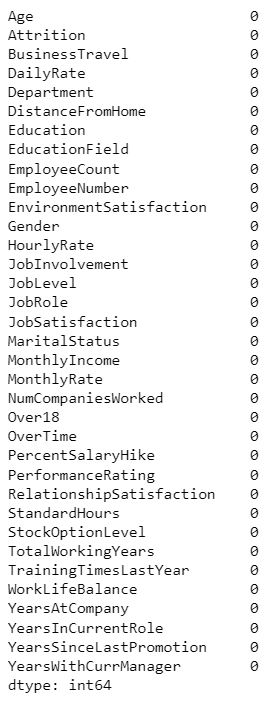 Age 0
Attrition 0
BusinessTravel 0
DailyRate 0
Department 0
DistanceFromHome 0
Education 0
EducationField 0
EmployeeCount 0
EmployeeNumber 0
EnvironmentSatisfaction 0
Gender 0
HourlyRate 0
JobInvolvement 0
JobLevel 0
JobRole 0
JobSatisfaction 0
MaritalStatus 0
MonthlyIncome 0
MonthlyRate 0
NumCompaniesWorked 0
Over18 0
OverTime 0
PercentSalaryHike 0
PerformanceRating 0
RelationshipSatisfaction 0
StandardHours 0
StockOptionLevel 0
TotalWorkingYears 0
TrainingTimesLastYear 0
WorkLifeBalance 0
YearsAtCompany 0
YearsInCurrentRole 0
YearsSinceLastPromotion 0
YearsWithCurrManager 0
dtype: int64